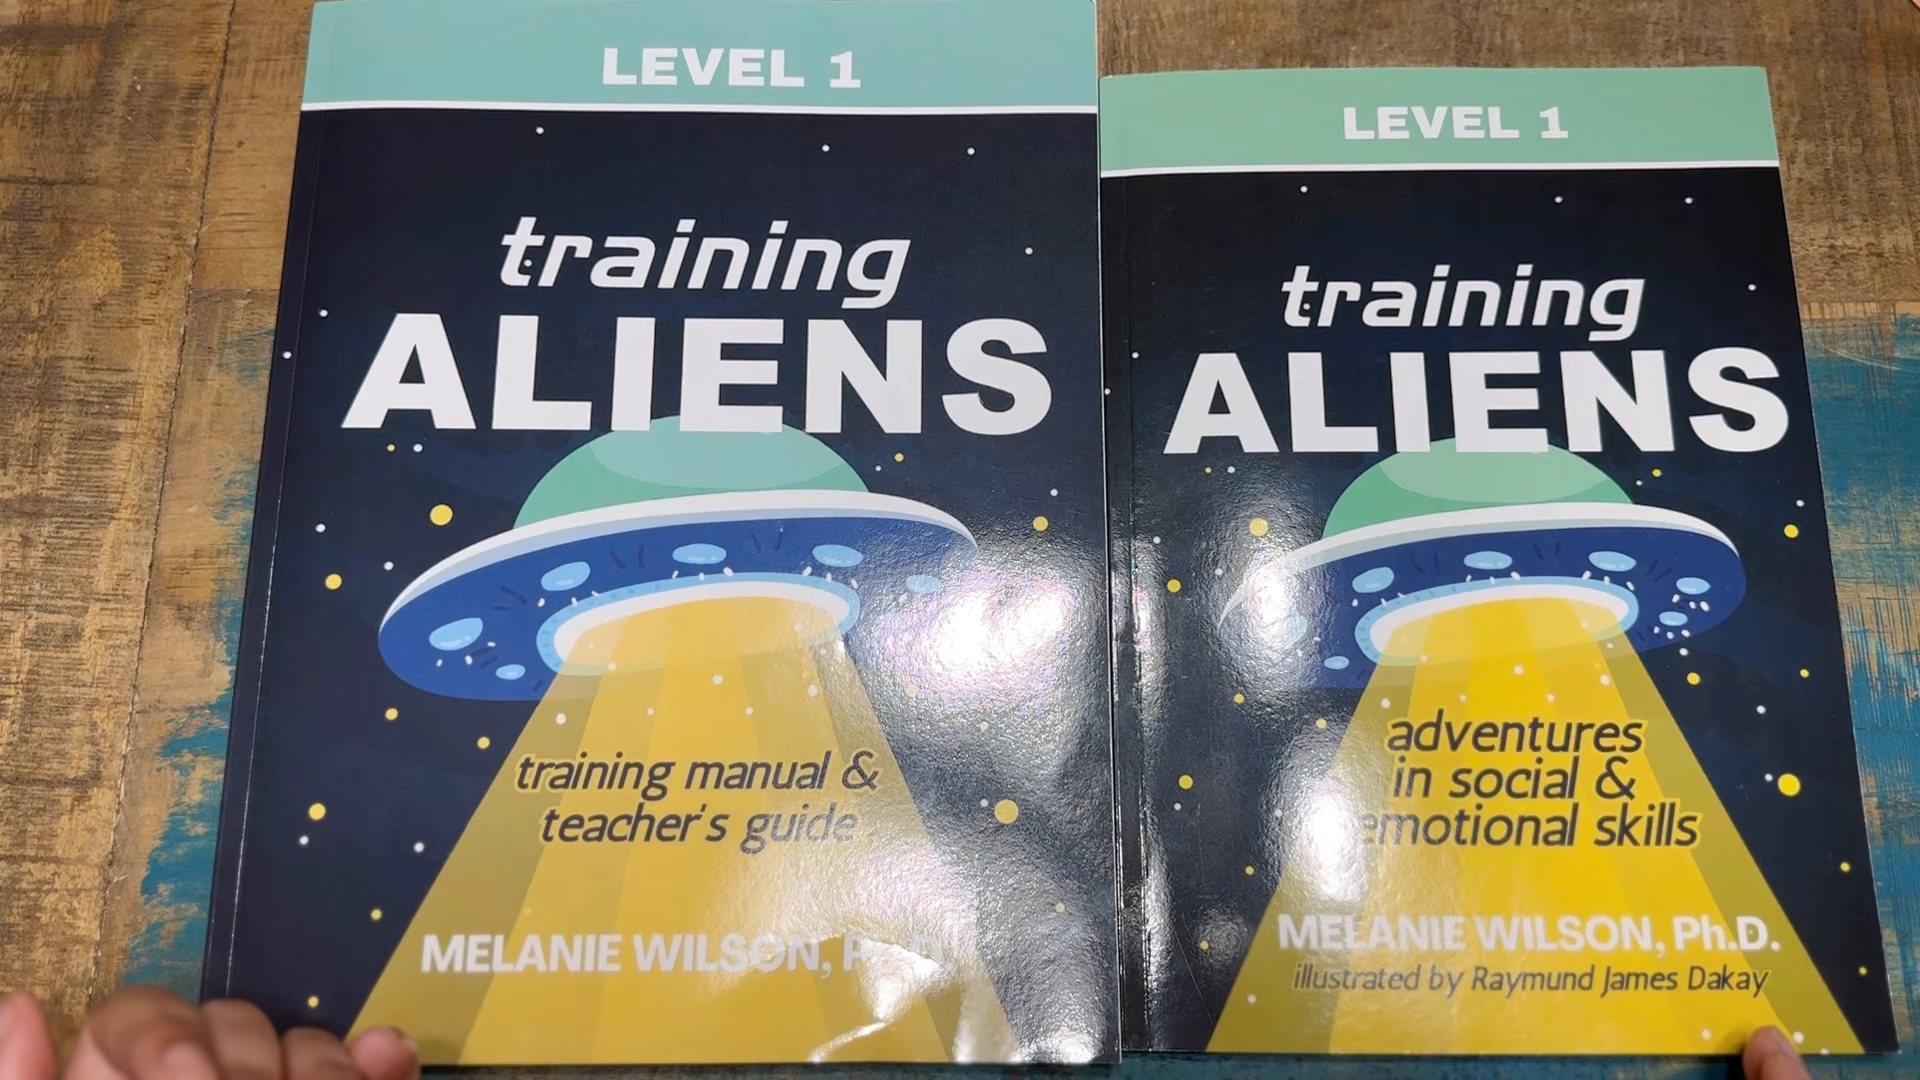 LEVEL 1
training
ALIENS
training manual &
teacher's guide
MELANIE WILSON,
LEVEL 1
training
ALIENS
adventures
in social &
emotional skills
MELANIE WILSON, Ph.D.
illustrated by Raymund James Dakay